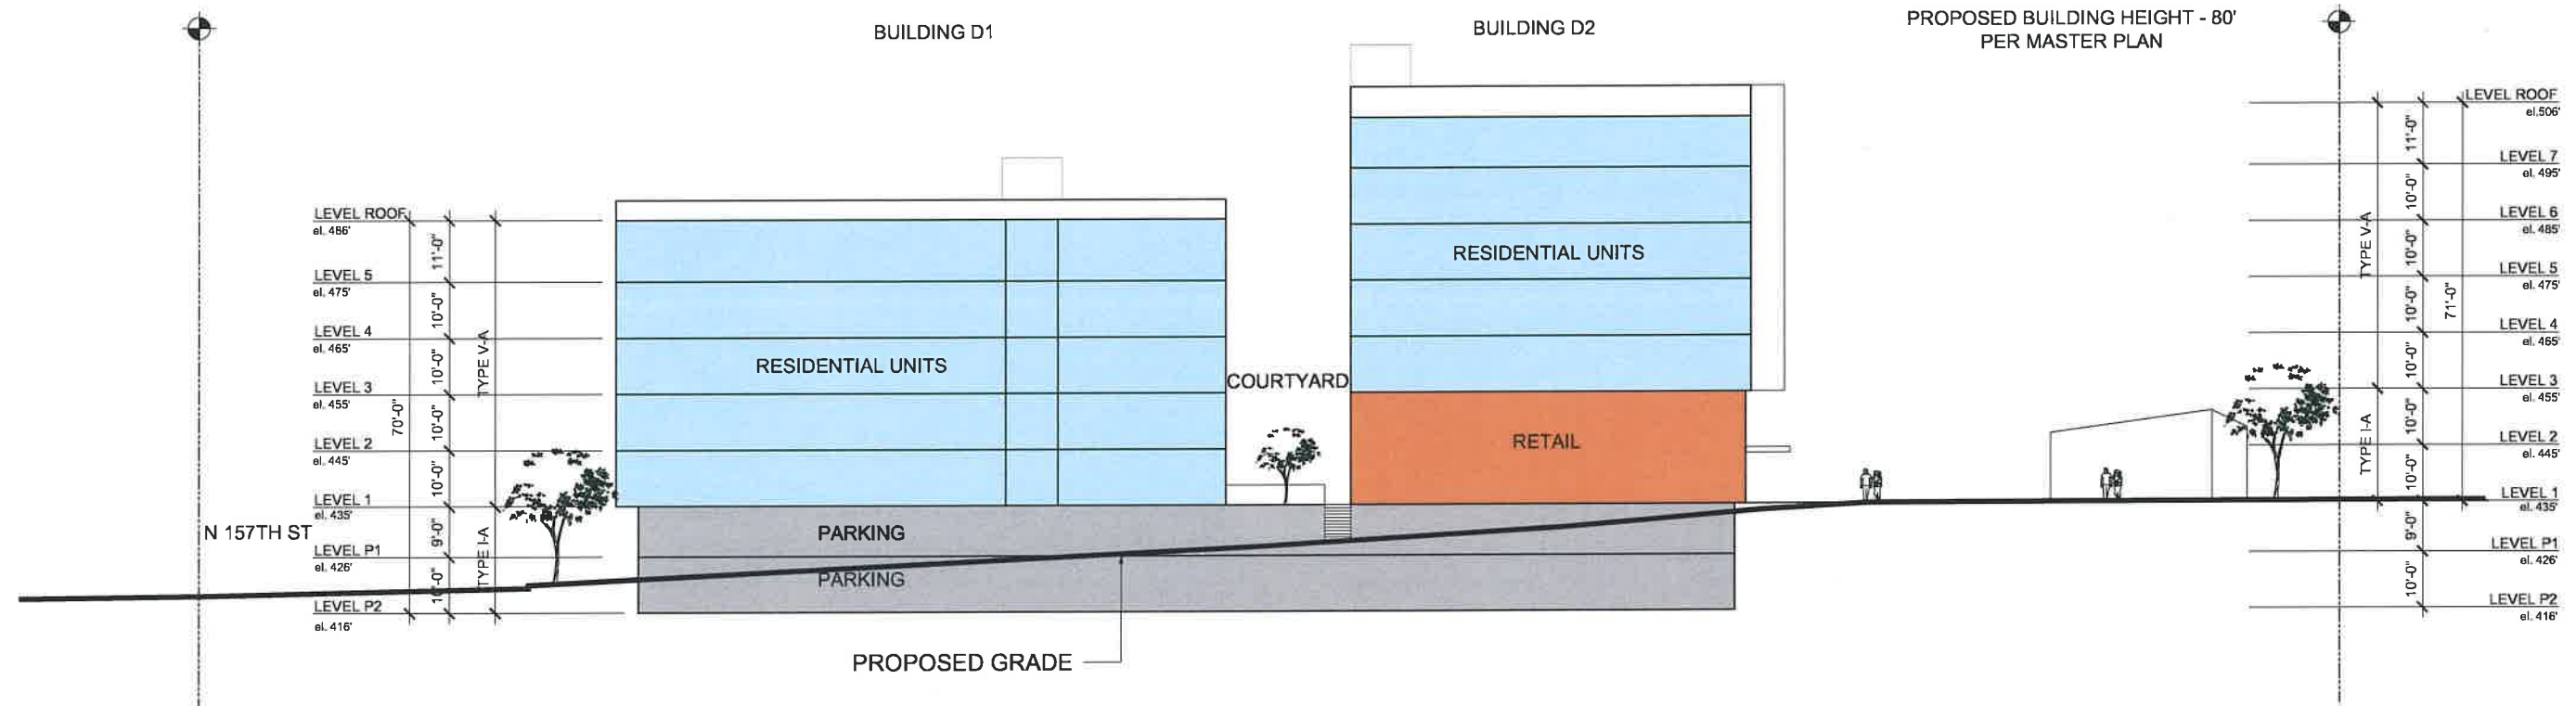 BUILDING D1
BUILDING D2
PROPOSED BUILDING HEIGHT - 80'
PER MASTER PLAN
LEVEL ROOF
el. 486'
11'-0"
LEVEL 5
el. 475'
10'-0"
LEVEL 4
el. 465'
10'-0"
LEVEL 3
el. 455'
10'-0"
LEVEL 2
el. 445'
10'-0"
LEVEL 1
el. 435'
9'-0"
LEVEL P1
el. 426'
10'-0"
LEVEL P2
el. 416'
70'-0"
TYPE V-A
TYPE I-A
N 157TH ST
RESIDENTIAL UNITS
COURTYARD
RESIDENTIAL UNITS
RETAIL
PARKING
PARKING
PROPOSED GRADE
LEVEL ROOF
el.506'
11'-0"
LEVEL 7
el. 495'
10'-0"
LEVEL 6
el. 485'
10'-0"
LEVEL 5
el. 475'
10'-0"
LEVEL 4
el. 465'
10'-0"
LEVEL 3
el. 455'
10'-0"
LEVEL 2
el. 445'
10'-0"
LEVEL 1
el. 435'
9'-0"
LEVEL P1
el. 426'
10'-0"
LEVEL P2
el. 416'
TYPE V-A
TYPE I-A
71'-0"